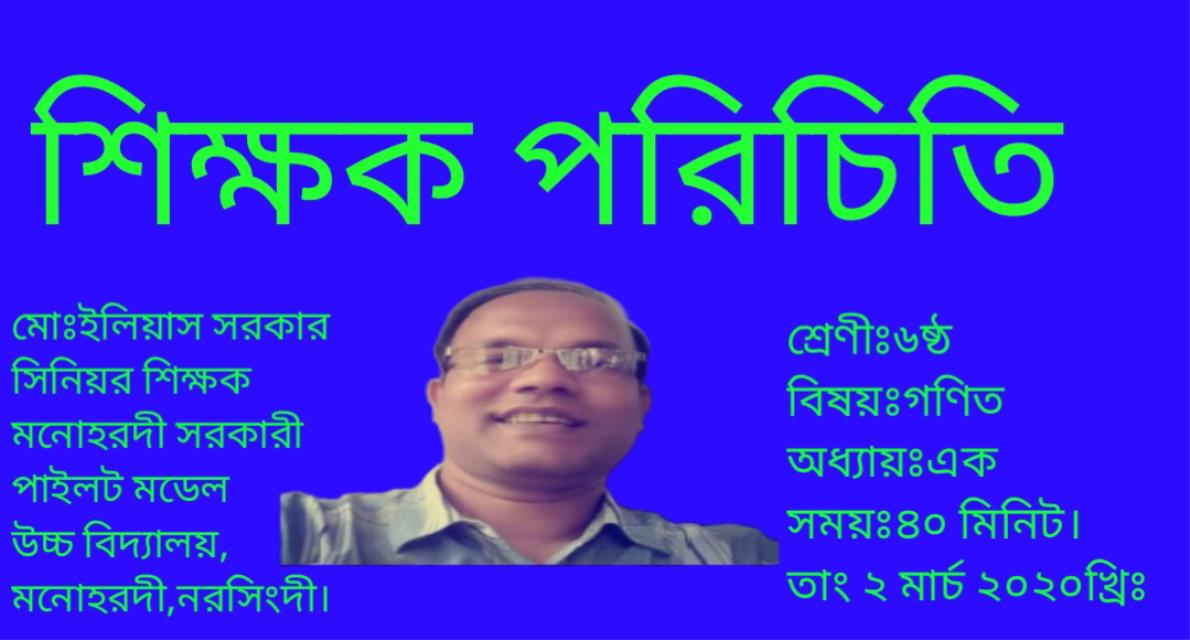 শিক্ষক পরিচিতি
মোঃইলিয়াস সরকার
সিনিয়র শিক্ষক
মনোহরদী সরকারী
পাইলট মডেল
উচ্চ বিদ্যালয়,
মনোহরদী,নরসিংদী।
শ্রেণীঃ৬ষ্ঠ
বিষয়ঃগণিত
অধ্যায়ঃএক
সময়ঃ৪০ মিনিট।
তাং ২ মার্চ ২০২০খ্রিঃ